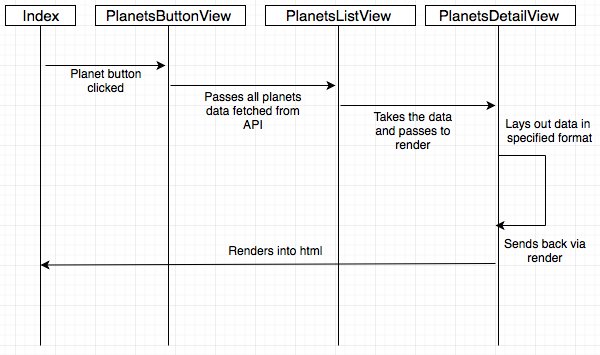 Index
PlanetsButtonView
PlanetsListView
PlanetsDetailView
Planet button
clicked
Passes all planets
data fetched from
API
Takes the data
and passes to
render
Lays out data in
specified format
Sends back via
render
Renders into html